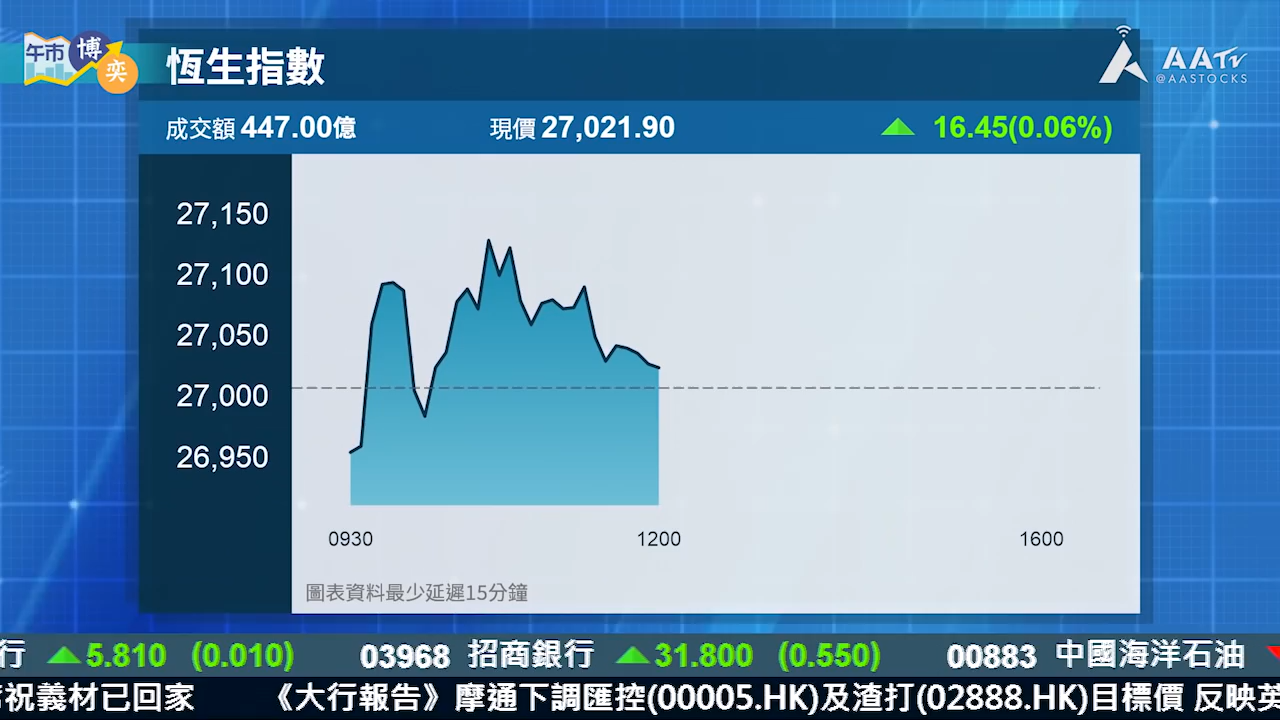 午市博奕
恆生指數
AATV
@AASTOCKS
成交額 447.00億 現價 27,021.90 16.45(0.06%)
27,150
27,100
27,050
27,000
26,950
0930 1200 1600
圖表資料最少延遲15分鐘
行 5.810 (0.010) 03968 招商銀行 31.800 (0.550) 00883 中國海洋石油
祝義材已回家 《大行報告》摩通下調匯控(00005.HK)及渣打(02888.HK)目標價 反映英